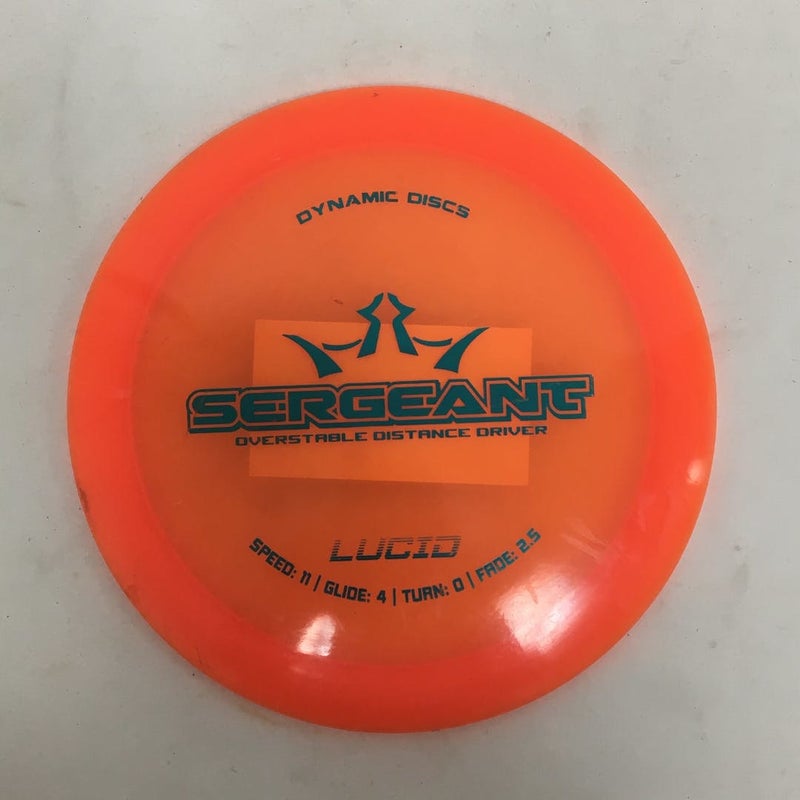 DYNAMIC DISCS
SERGEANT
OVERSTABLE DISTANCE DRIVER
LUCID
SPEED: 11 | GLIDE: 4 | TURN: 0 | FADE: 2.5